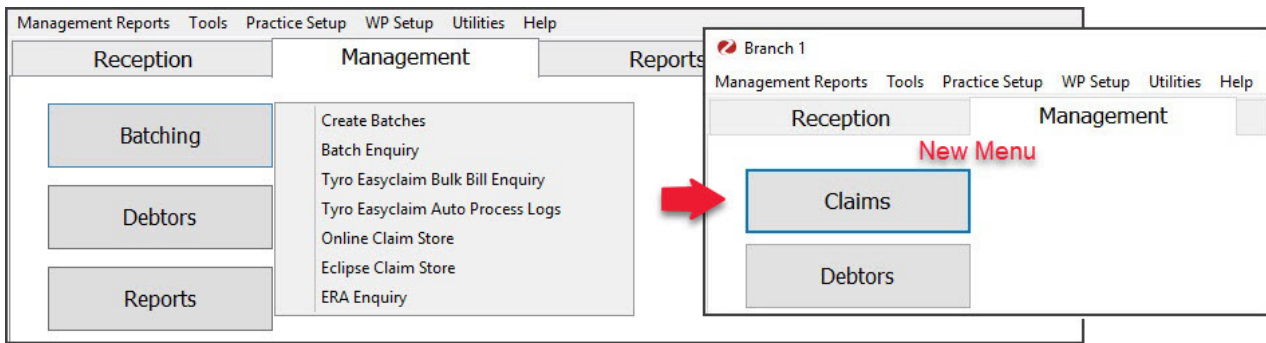 Management Reports Tools Practice Setup WP Setup Utilities Help
Reception Management Reports
Batching
Debtors
Reports
Create Batches
Batch Enquiry
Tyro Easyclaim Bulk Bill Enquiry
Tyro Easyclaim Auto Process Logs
Online Claim Store
Eclipse Claim Store
ERA Enquiry
Branch 1
Management Reports Tools Practice Setup WP Setup Utilities Help
Reception Management
New Menu
Claims
Debtors